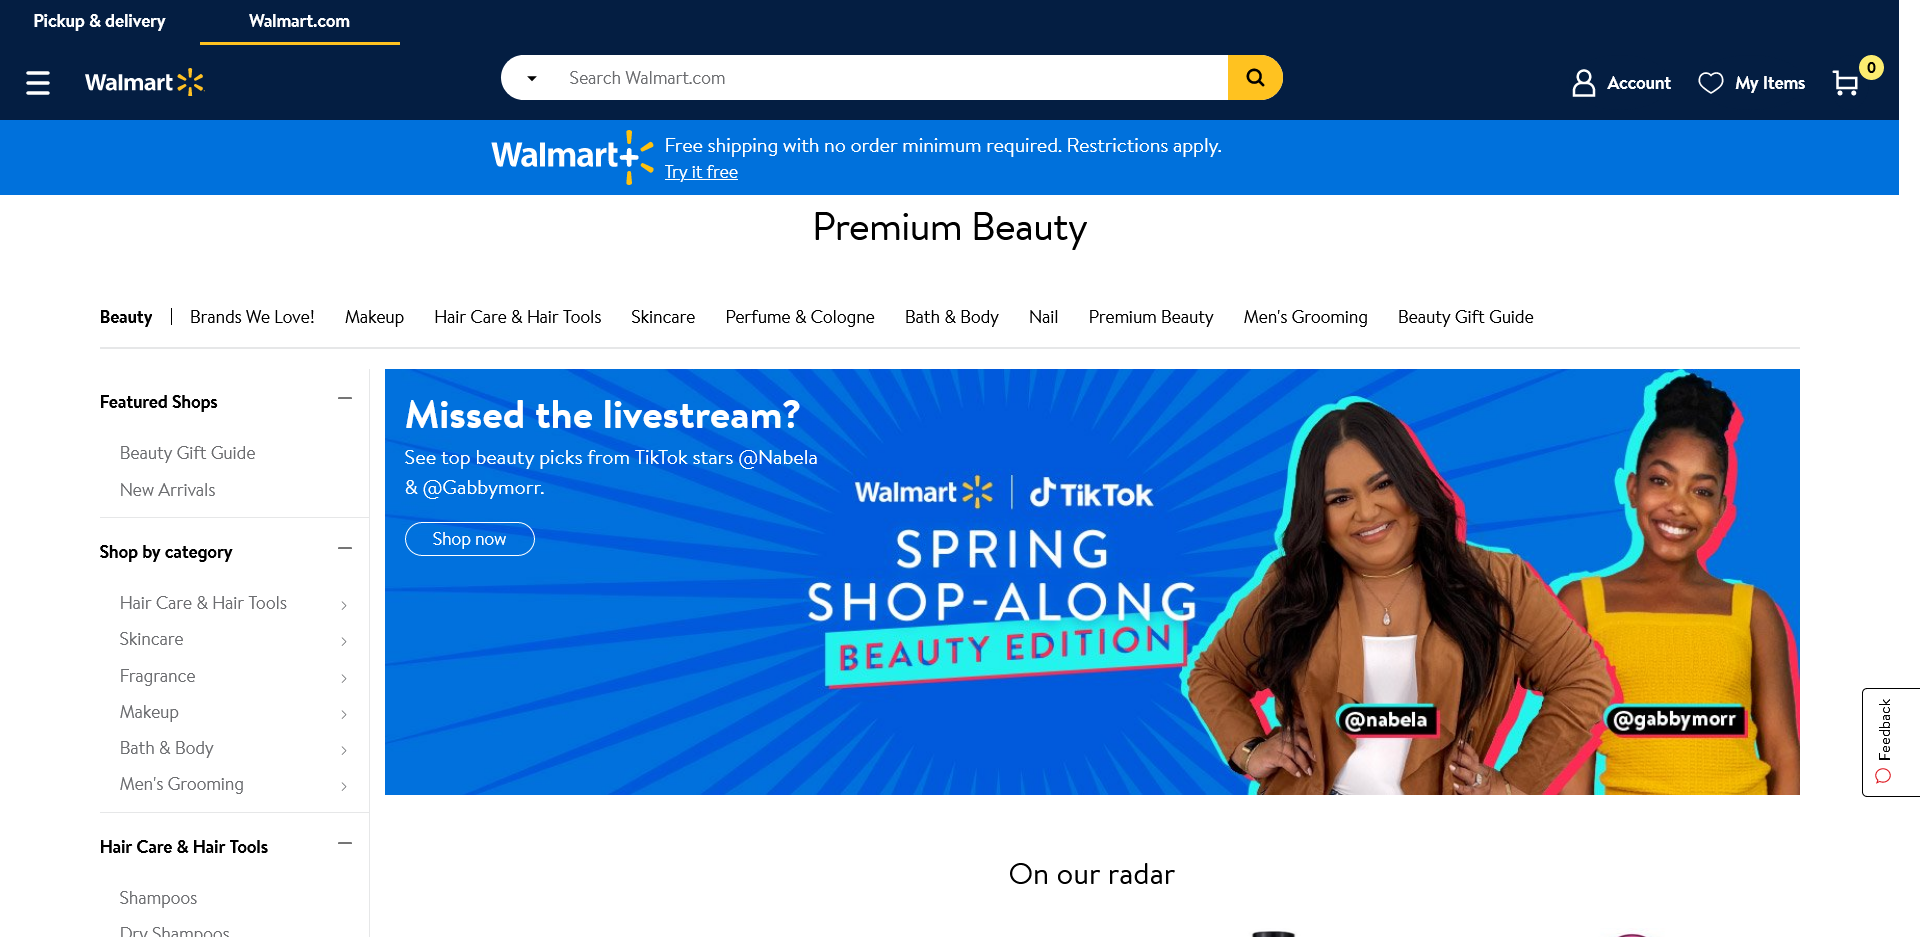 Pickup & delivery
Walmart.com
Walmart
Search Walmart.com
Account
My Items
0
Walmart+
Free shipping with no order minimum required. Restrictions apply.
Try it free
Premium Beauty
Beauty
Brands We Love!
Makeup
Hair Care & Hair Tools
Skincare
Perfume & Cologne
Bath & Body
Nail
Premium Beauty
Men's Grooming
Beauty Gift Guide
Featured Shops
Beauty Gift Guide
New Arrivals
Shop by category
Hair Care & Hair Tools
Skincare
Fragrance
Makeup
Bath & Body
Men's Grooming
Hair Care & Hair Tools
Shampoos
Dry Shampoos
Missed the livestream?
See top beauty picks from TikTok stars @Nabela
& @Gabbymorr.
Shop now
Walmart
TikTok
SPRING
SHOP-ALONG
BEAUTY EDITION
@nabela
@gabbymorr
Feedback
On our radar